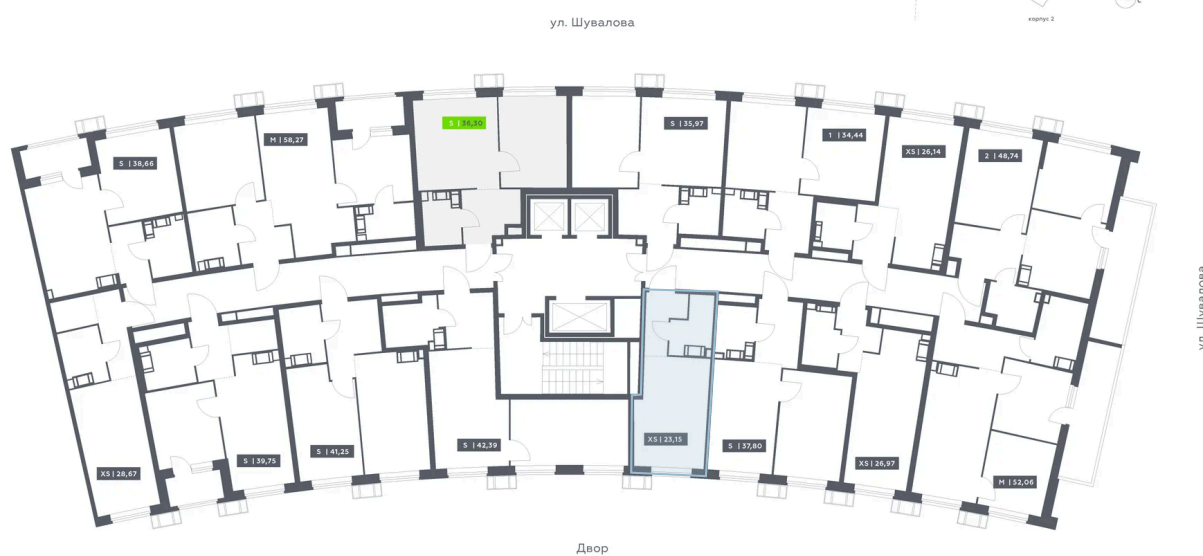 корпус 2
ул. Шувалова
S | 38,66
M | 58,27
S | 36,30
S | 35,97
1 | 34,44
XS | 26,14
2 | 48,74
ул. Шувалова
XS | 28,67
S | 39,75
S | 41,25
S | 42,39
XS | 23,15
S | 37,80
XS | 26,97
M | 52,06
Двор